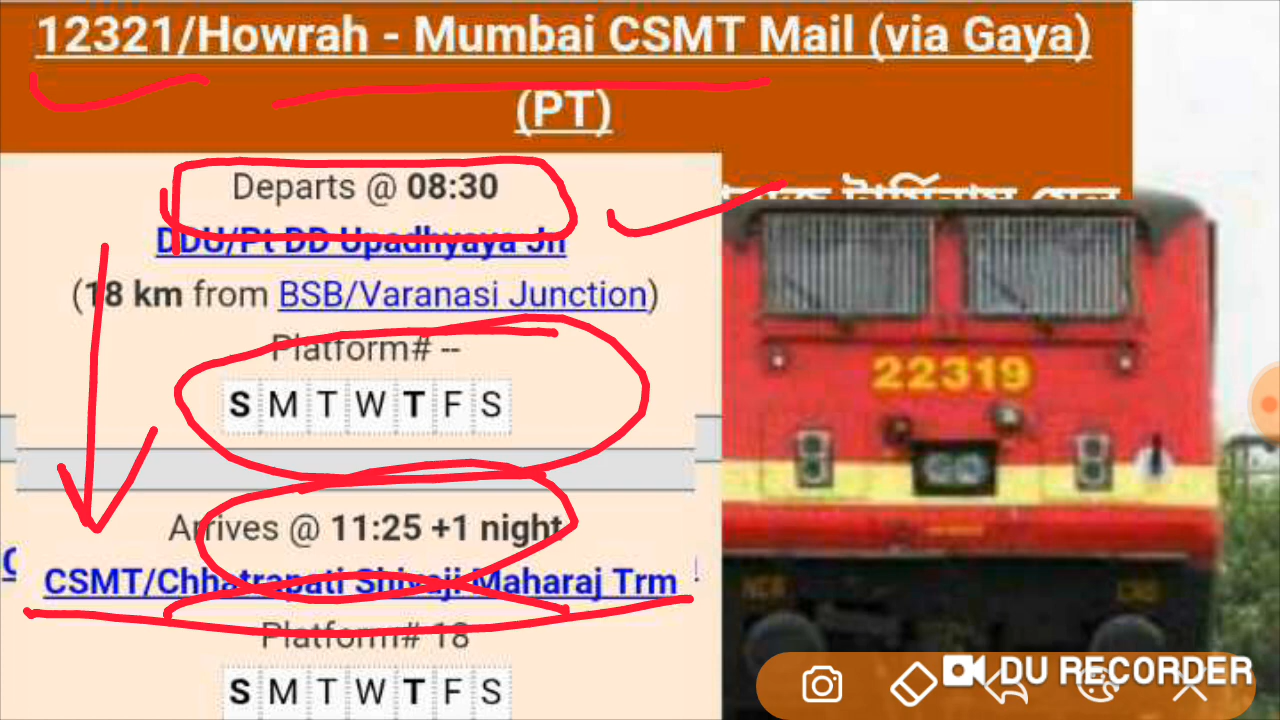 12321/Howrah - Mumbai CSMT Mail (via Gaya)
(PT)
Departs @ 08:30
DDU/Pt DD Upadhyaya Jn
(18 km from BSB/Varanasi Junction)
Platform# --
S M T W T F S
Arrives @ 11:25 +1 night
CSMT/Chhatrapati Shivaji Maharaj Trm
Platform# 18
S M T W T F S
22319
DU RECORDER